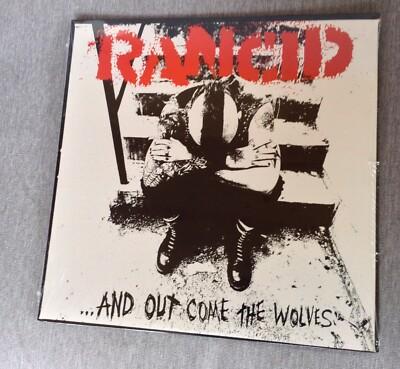 RANCID
...AND OUT COME THE WOLVES